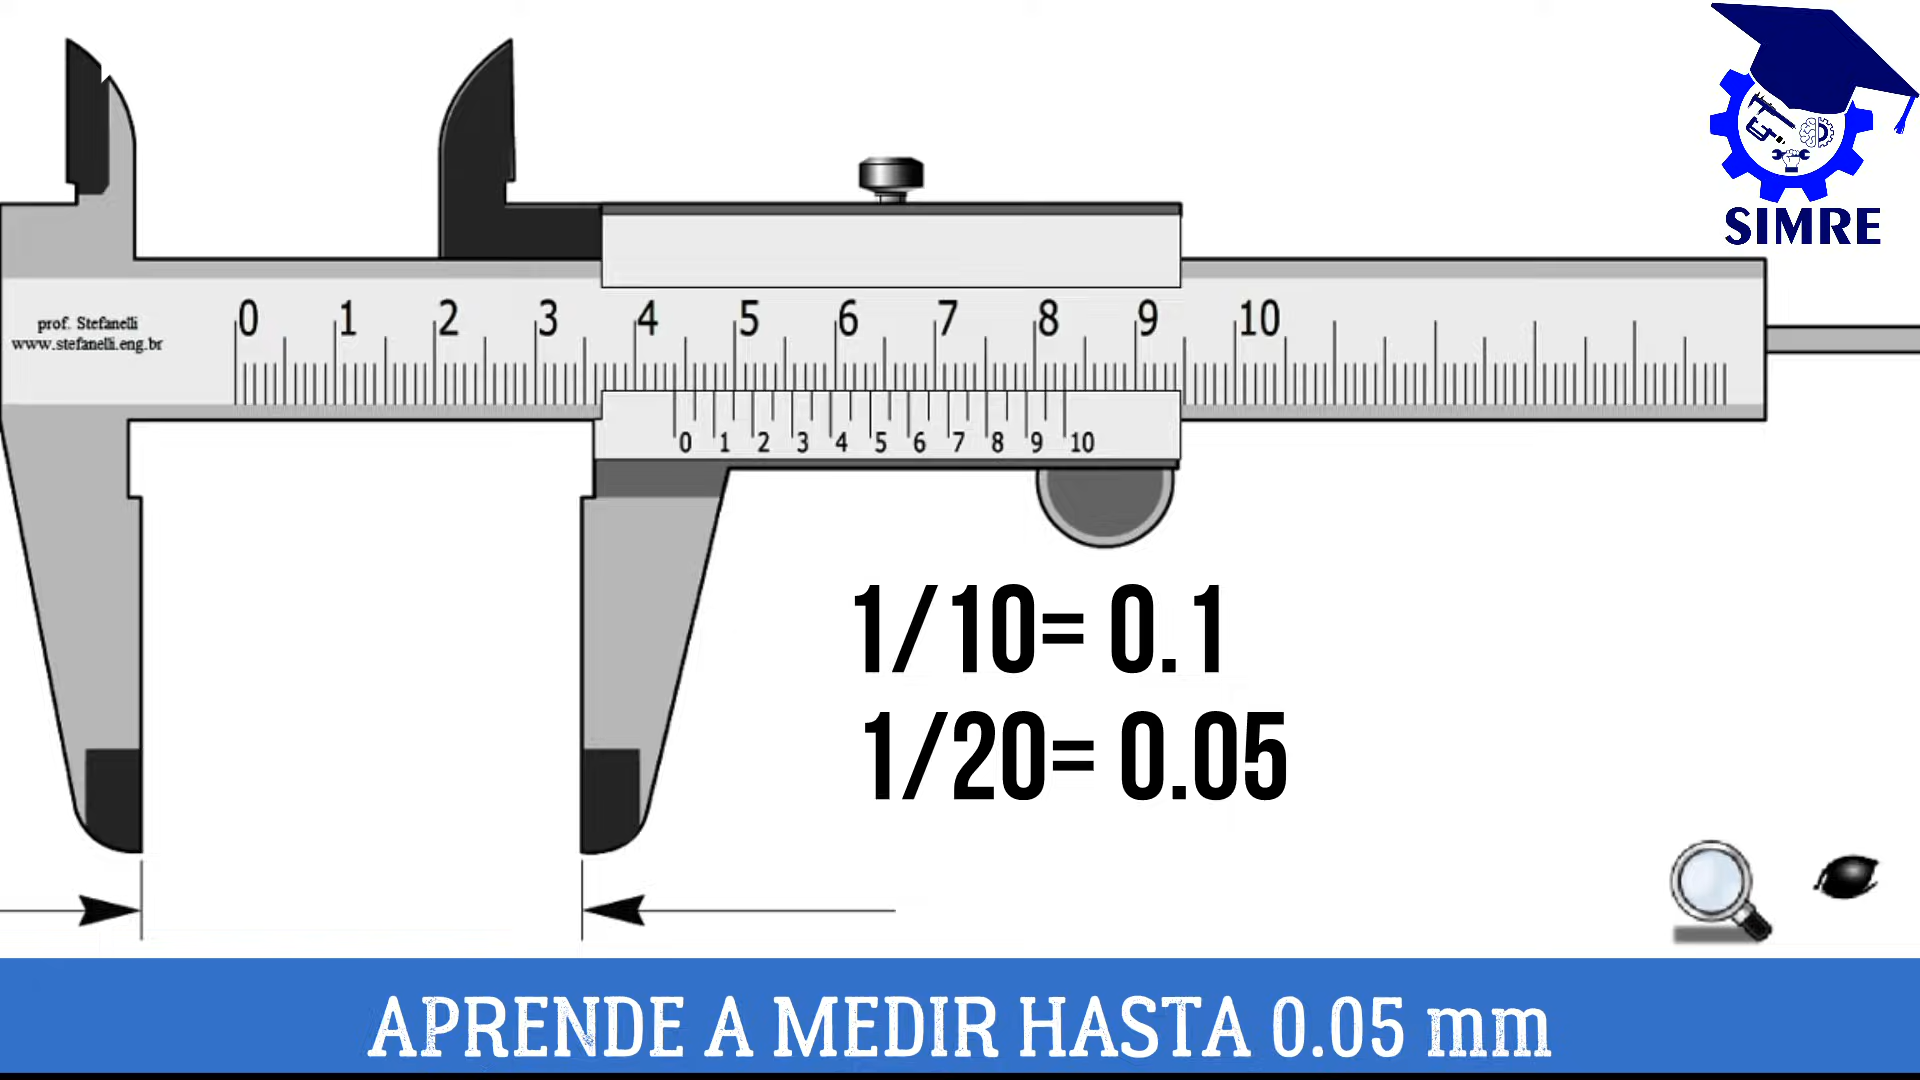 SIMRE
0 1 2 3 4 5 6 7 8 9 10
prof. Stefanelli
www.stefanelli.eng.br
0 1 2 3 4 5 6 7 8 9 10
1/10= 0.1
1/20= 0.05
APRENDE A MEDIR HASTA 0.05 mm